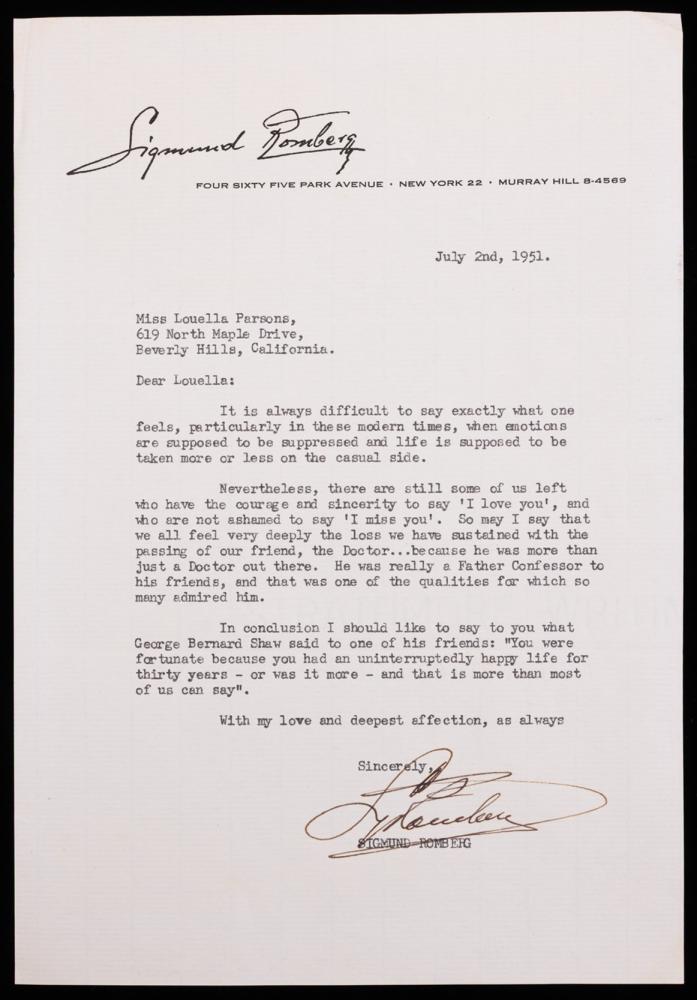 Sigmund Romberg
FOUR SIXTY FIVE PARK AVENUE · NEW YORK 22 · MURRAY HILL 8-4569
July 2nd, 1951.
Miss Louella Parsons,
619 North Maple Drive,
Beverly Hills, California.
Dear Louella:
It is always difficult to say exactly what one
feels, particularly in these modern times, when emotions
are supposed to be suppressed and life is supposed to be
taken more or less on the casual side.
Nevertheless, there are still some of us left
who have the courage and sincerity to say 'I love you', and
who are not ashamed to say 'I miss you'. So may I say that
we all feel very deeply the loss we have sustained with the
passing of our friend, the Doctor...because he was more than
just a Doctor out there. He was really a Father Confessor to
his friends, and that was one of the qualities for which so
many admired him.
In conclusion I should like to say to you what
George Bernard Shaw said to one of his friends: "You were
fortunate because you had an uninterruptedly happy life for
thirty years - or was it more - and that is more than most
of us can say".
With my love and deepest affection, as always
Sincerely,
SIGMUND ROMBERG